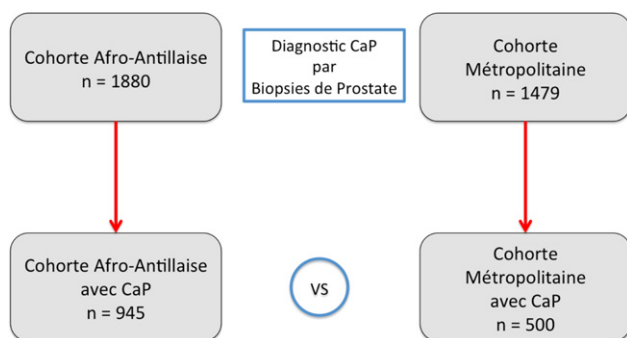 Cohorte Afro-Antillaise
n = 1880
Diagnostic CaP
par
Biopsies de Prostate
Cohorte
Métropolitaine
n = 1479
Cohorte Afro-Antillaise
avec CaP
n = 945
VS
Cohorte
Métropolitaine
avec CaP
n = 500